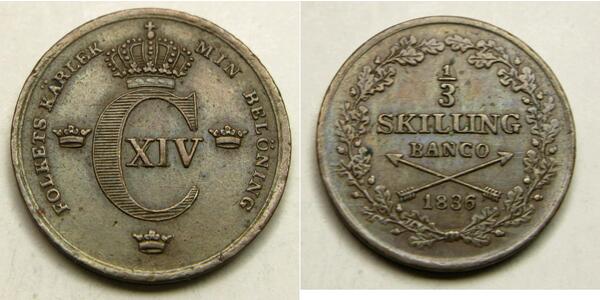 FOLKETS KÄRLEK MIN BELÖNING
C XIV
1/3
SKILLING
BANCO
1836